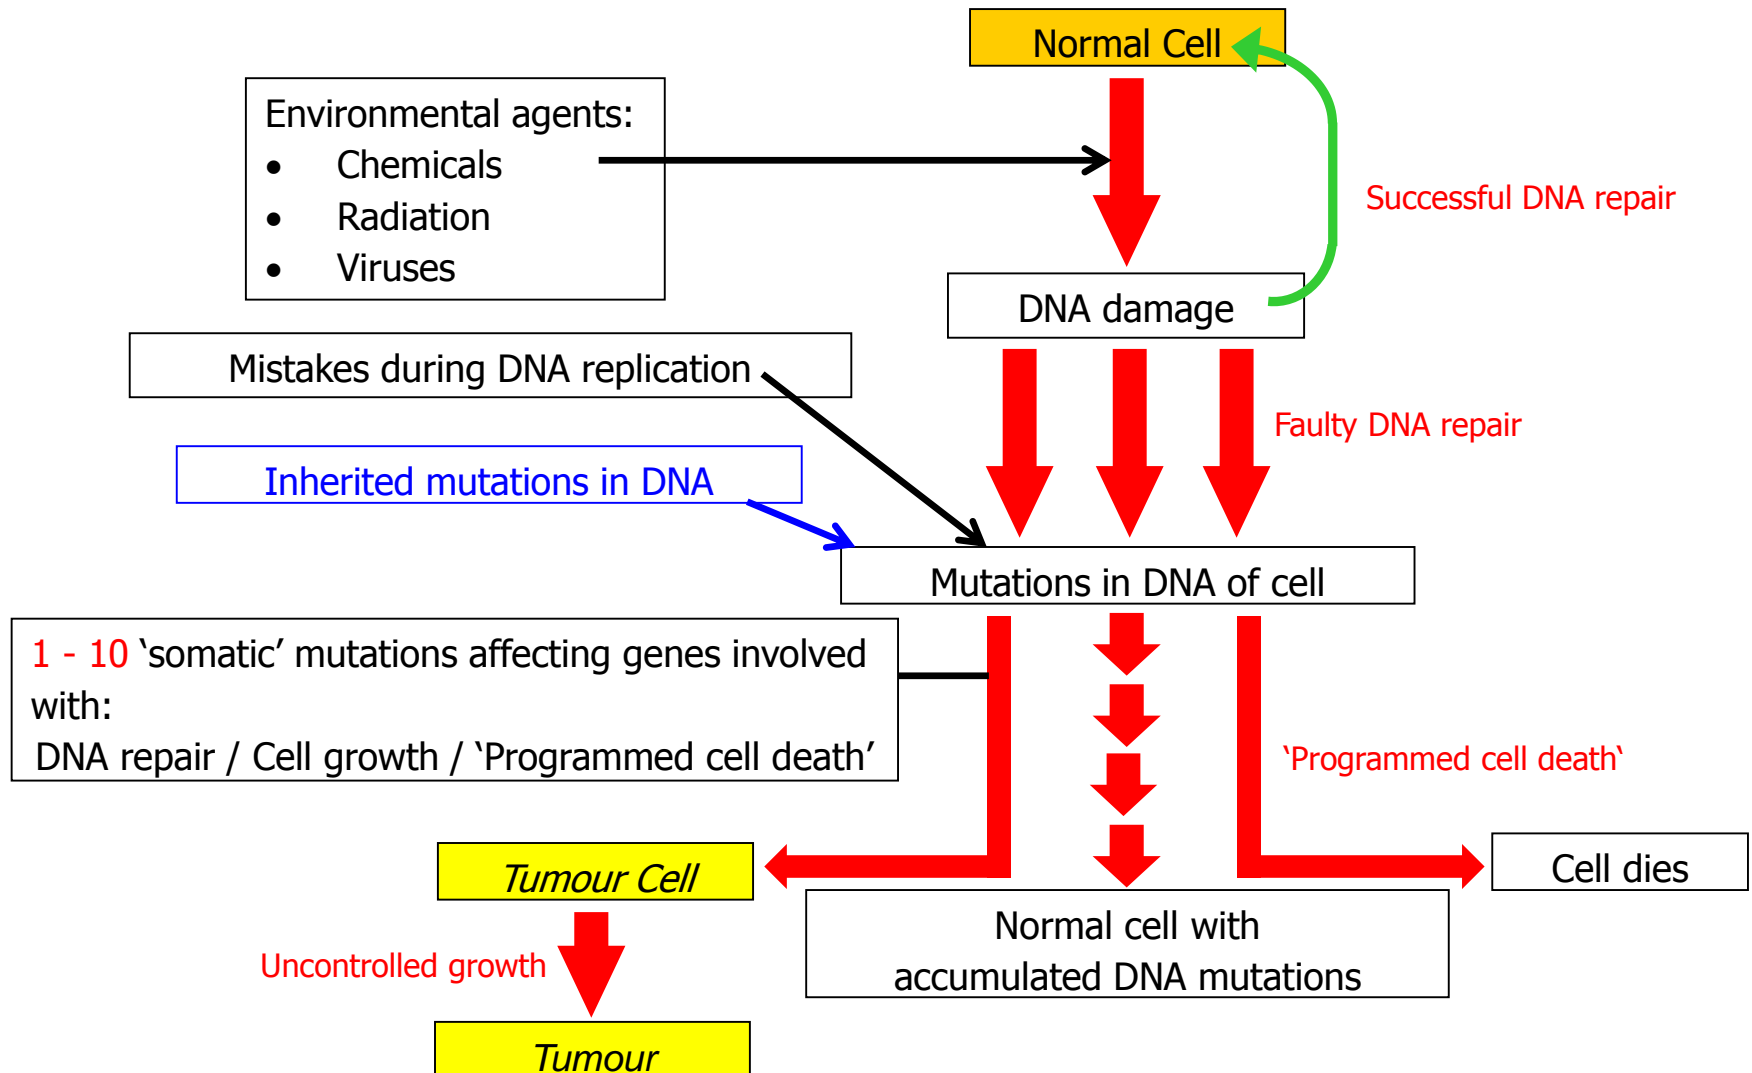 Normal Cell
Environmental agents:
• Chemicals
• Radiation
• Viruses
Successful DNA repair
DNA damage
Mistakes during DNA replication
Faulty DNA repair
Inherited mutations in DNA
Mutations in DNA of cell
1 - 10 ‘somatic’ mutations affecting genes involved
with:
DNA repair / Cell growth / ‘Programmed cell death’
‘Programmed cell death‘
Tumour Cell
Cell dies
Normal cell with
accumulated DNA mutations
Uncontrolled growth
Tumour